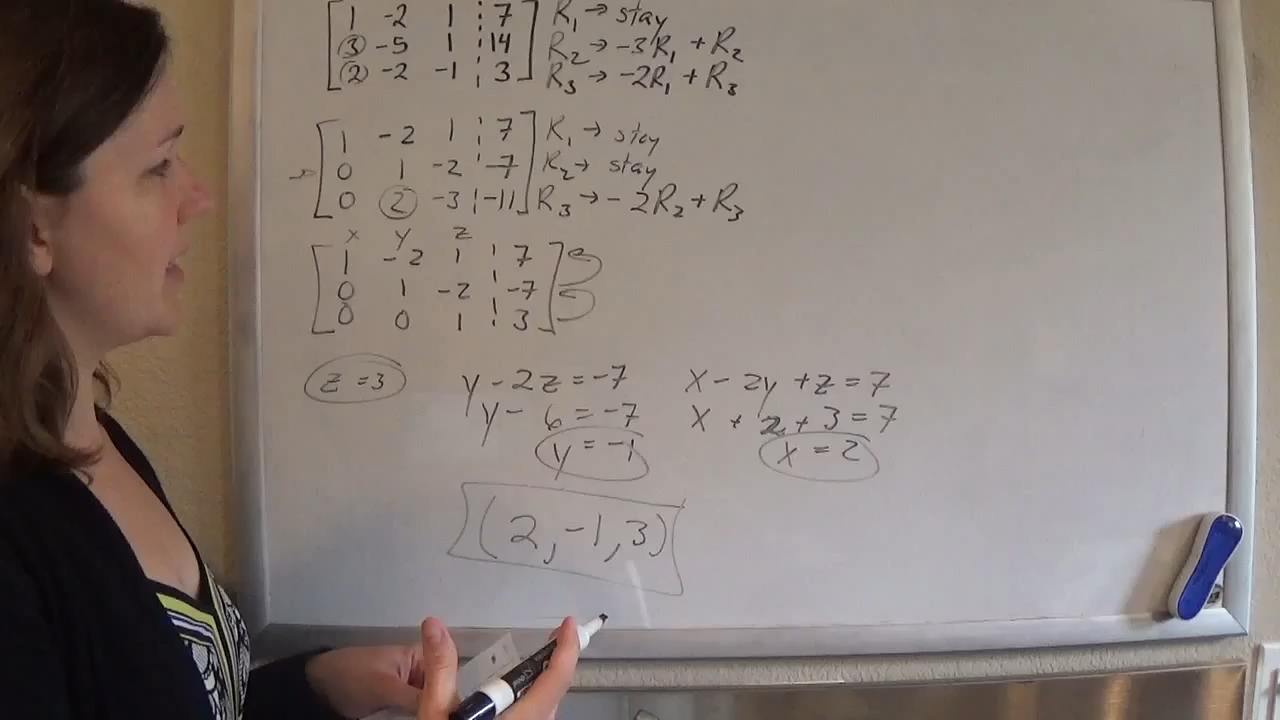 1 -2 1 7 R₁ → stay
3 -5 1 14 R₂ → -3R₁ + R₂
2 -2 -1 3 R₃ → -2R₁ + R₃
1 -2 1 7 R₁ → stay
0 1 -2 -7 R₂ → stay
0 2 -3 -11 R₃ → -2R₂ + R₃
x y z
1 -2 1 7
0 1 -2 -7
0 0 1 3
z = 3 y - 2z = -7 x - 2y + z = 7
y - 6 = -7 x + 2 + 3 = 7
y = -1 x = 2
(2, -1, 3)